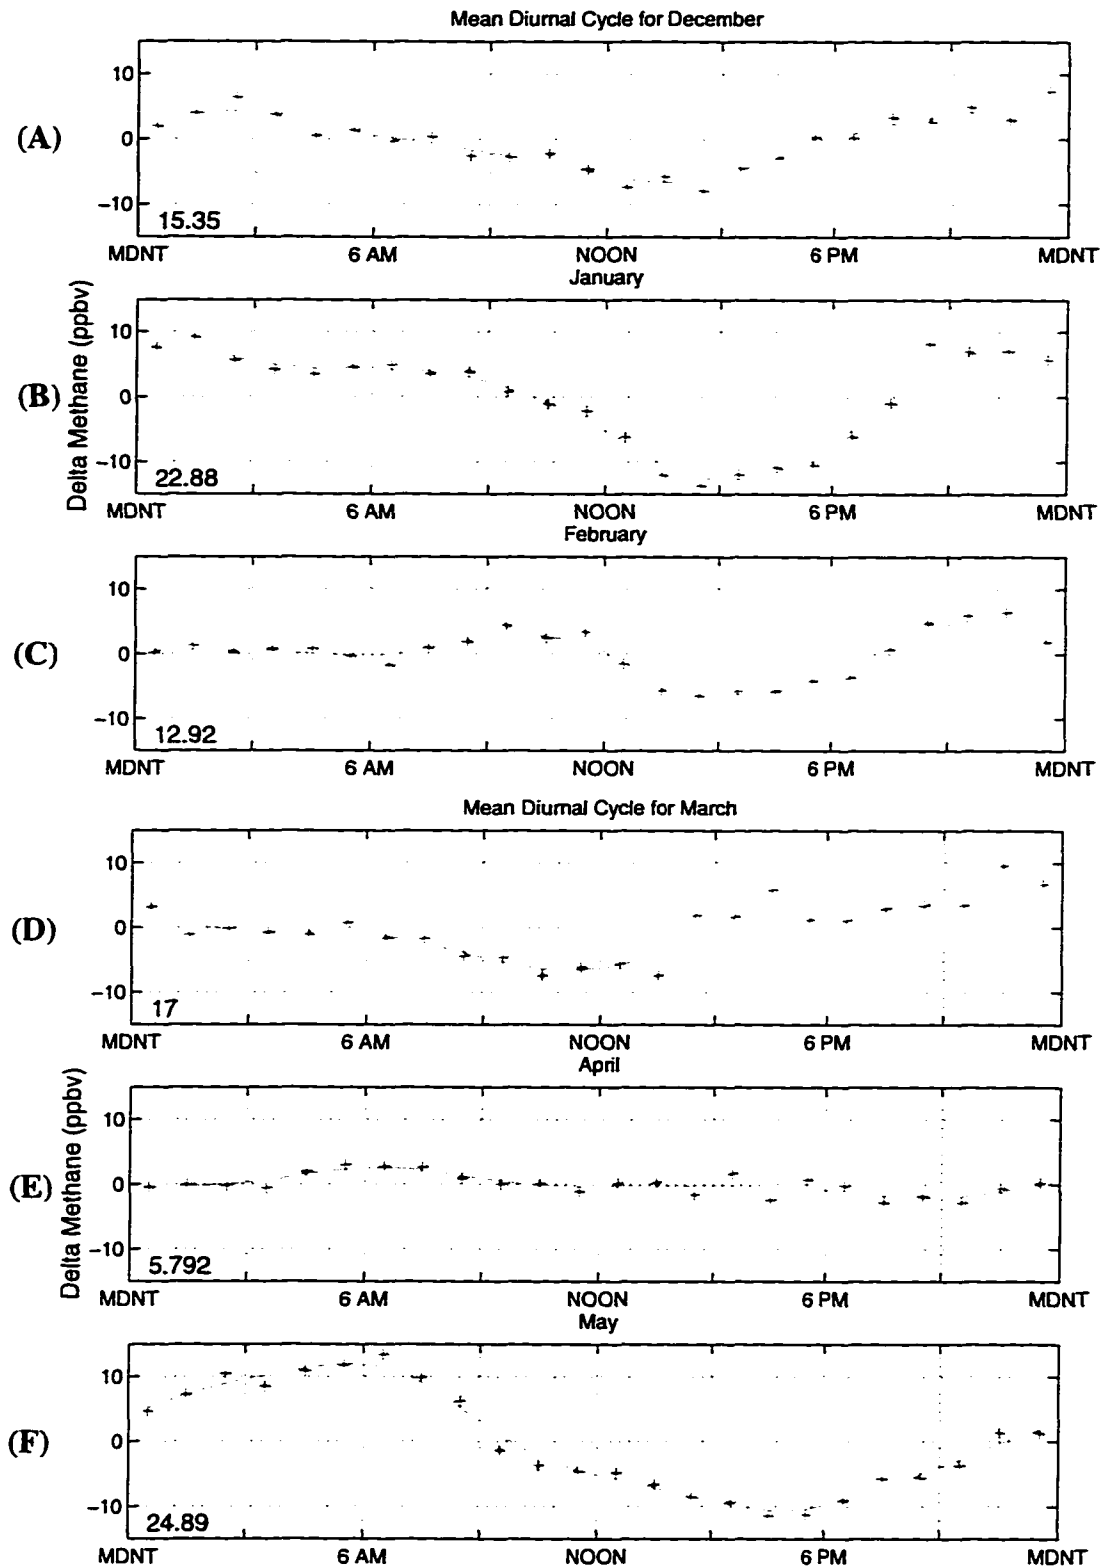 Mean Diurnal Cycle for December
(A)
10
0
-10
15.35
MDNT 6 AM NOON 6 PM MDNT
January
(B)
Delta Methane (ppbv)
10
0
-10
22.88
MDNT 6 AM NOON 6 PM MDNT
February
(C)
10
0
-10
12.92
MDNT 6 AM NOON 6 PM MDNT
Mean Diurnal Cycle for March
(D)
10
0
-10
17
MDNT 6 AM NOON 6 PM MDNT
April
(E)
Delta Methane (ppbv)
10
0
-10
5.792
MDNT 6 AM NOON 6 PM MDNT
May
(F)
10
0
-10
24.89
MDNT 6 AM NOON 6 PM MDNT